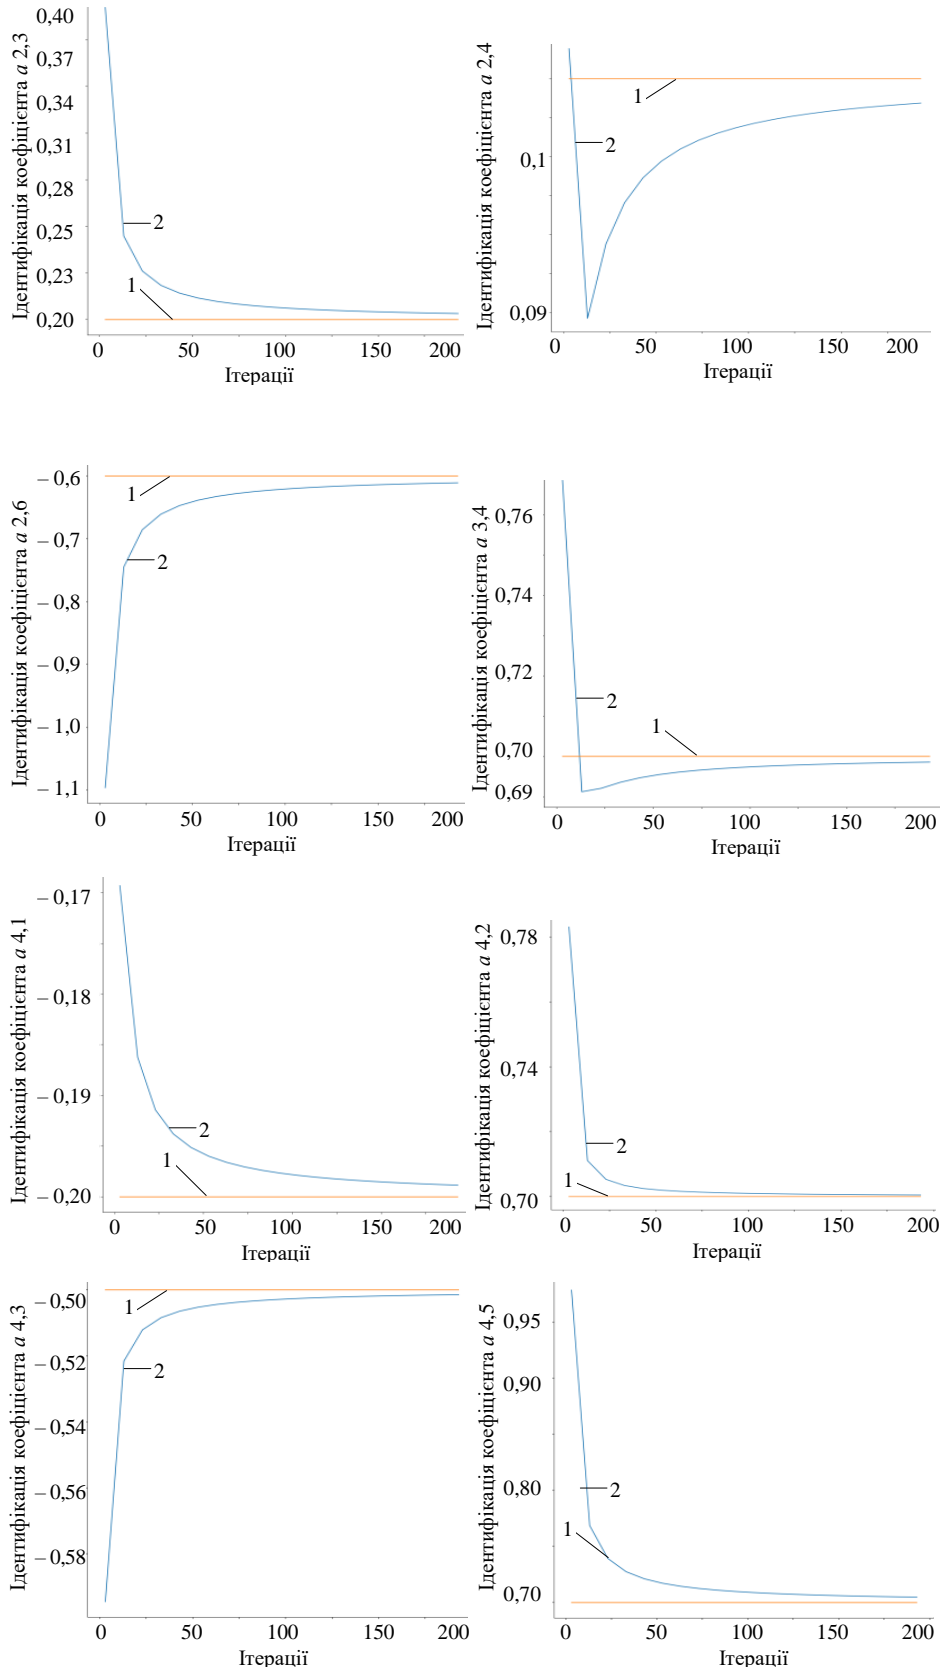 Ідентифікація коефіцієнта a 2,3
0,40
0,37
0,34
0,31
0,28
0,25
0,23
0,20
2
1
0 50 100 150 200
Ітерації
Ідентифікація коефіцієнта a 2,4
0,1
0,09
1
2
0 50 100 150 200
Ітерації
Ідентифікація коефіцієнта a 2,6
– 0,6
– 0,7
– 0,8
– 0,9
– 1,0
– 1,1
1
2
0 50 100 150 200
Ітерації
Ідентифікація коефіцієнта a 3,4
0,76
0,74
0,72
0,70
0,69
2
1
0 50 100 150 200
Ітерації
Ідентифікація коефіцієнта a 4,1
– 0,17
– 0,18
– 0,19
– 0,20
2
1
0 50 100 150 200
Ітерації
Ідентифікація коефіцієнта a 4,2
0,78
0,74
0,70
2
1
0 50 100 150 200
Ітерації
Ідентифікація коефіцієнта a 4,3
– 0,50
– 0,52
– 0,54
– 0,56
– 0,58
1
2
0 50 100 150 200
Ітерації
Ідентифікація коефіцієнта a 4,5
0,95
0,90
0,80
0,70
2
1
0 50 100 150 200
Ітерації